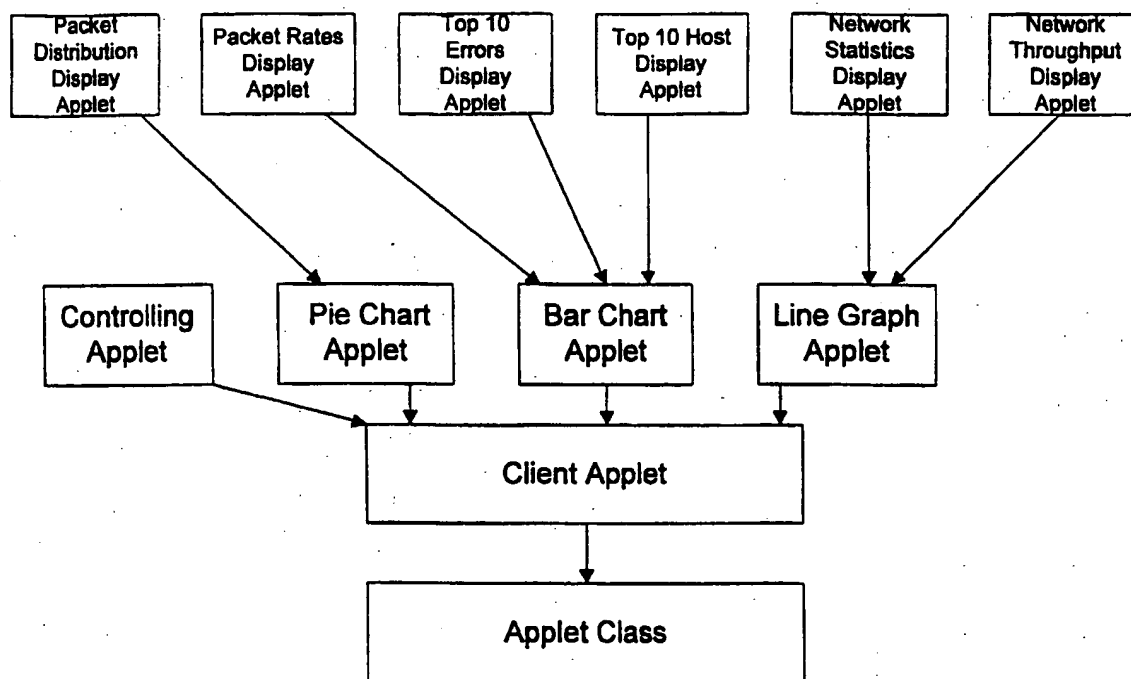 Packet
Distribution
Display
Applet
Packet Rates
Display
Applet
Top 10
Errors
Display
Applet
Top 10 Host
Display
Applet
Network
Statistics
Display
Applet
Network
Throughput
Display
Applet
Controlling
Applet
Pie Chart
Applet
Bar Chart
Applet
Line Graph
Applet
Client Applet
Applet Class